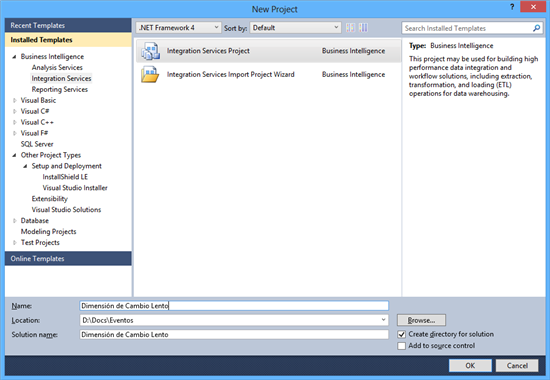 New Project
Recent Templates
Installed Templates
Business Intelligence
Analysis Services
Integration Services
Reporting Services
Visual Basic
Visual C#
Visual C++
Visual F#
SQL Server
Other Project Types
Setup and Deployment
InstallShield LE
Visual Studio Installer
Extensibility
Visual Studio Solutions
Database
Modeling Projects
Test Projects
Online Templates
.NET Framework 4 Sort by: Default
Integration Services Project Business Intelligence
Integration Services Import Project Wizard Business Intelligence
Search Installed Templates
Type: Business Intelligence
This project may be used for building high
performance data integration and
workflow solutions, including extraction,
transformation, and loading (ETL)
operations for data warehousing.
Name: Dimensión de Cambio Lento
Location: D:\Docs\Eventos Browse...
Solution name: Dimensión de Cambio Lento
Create directory for solution
Add to source control
OK Cancel